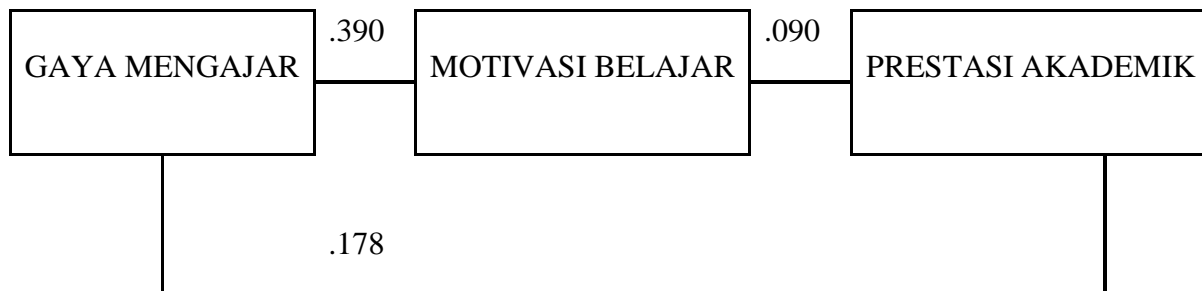 .390
.090
GAYA MENGAJAR
MOTIVASI BELAJAR
PRESTASI AKADEMIK
.178